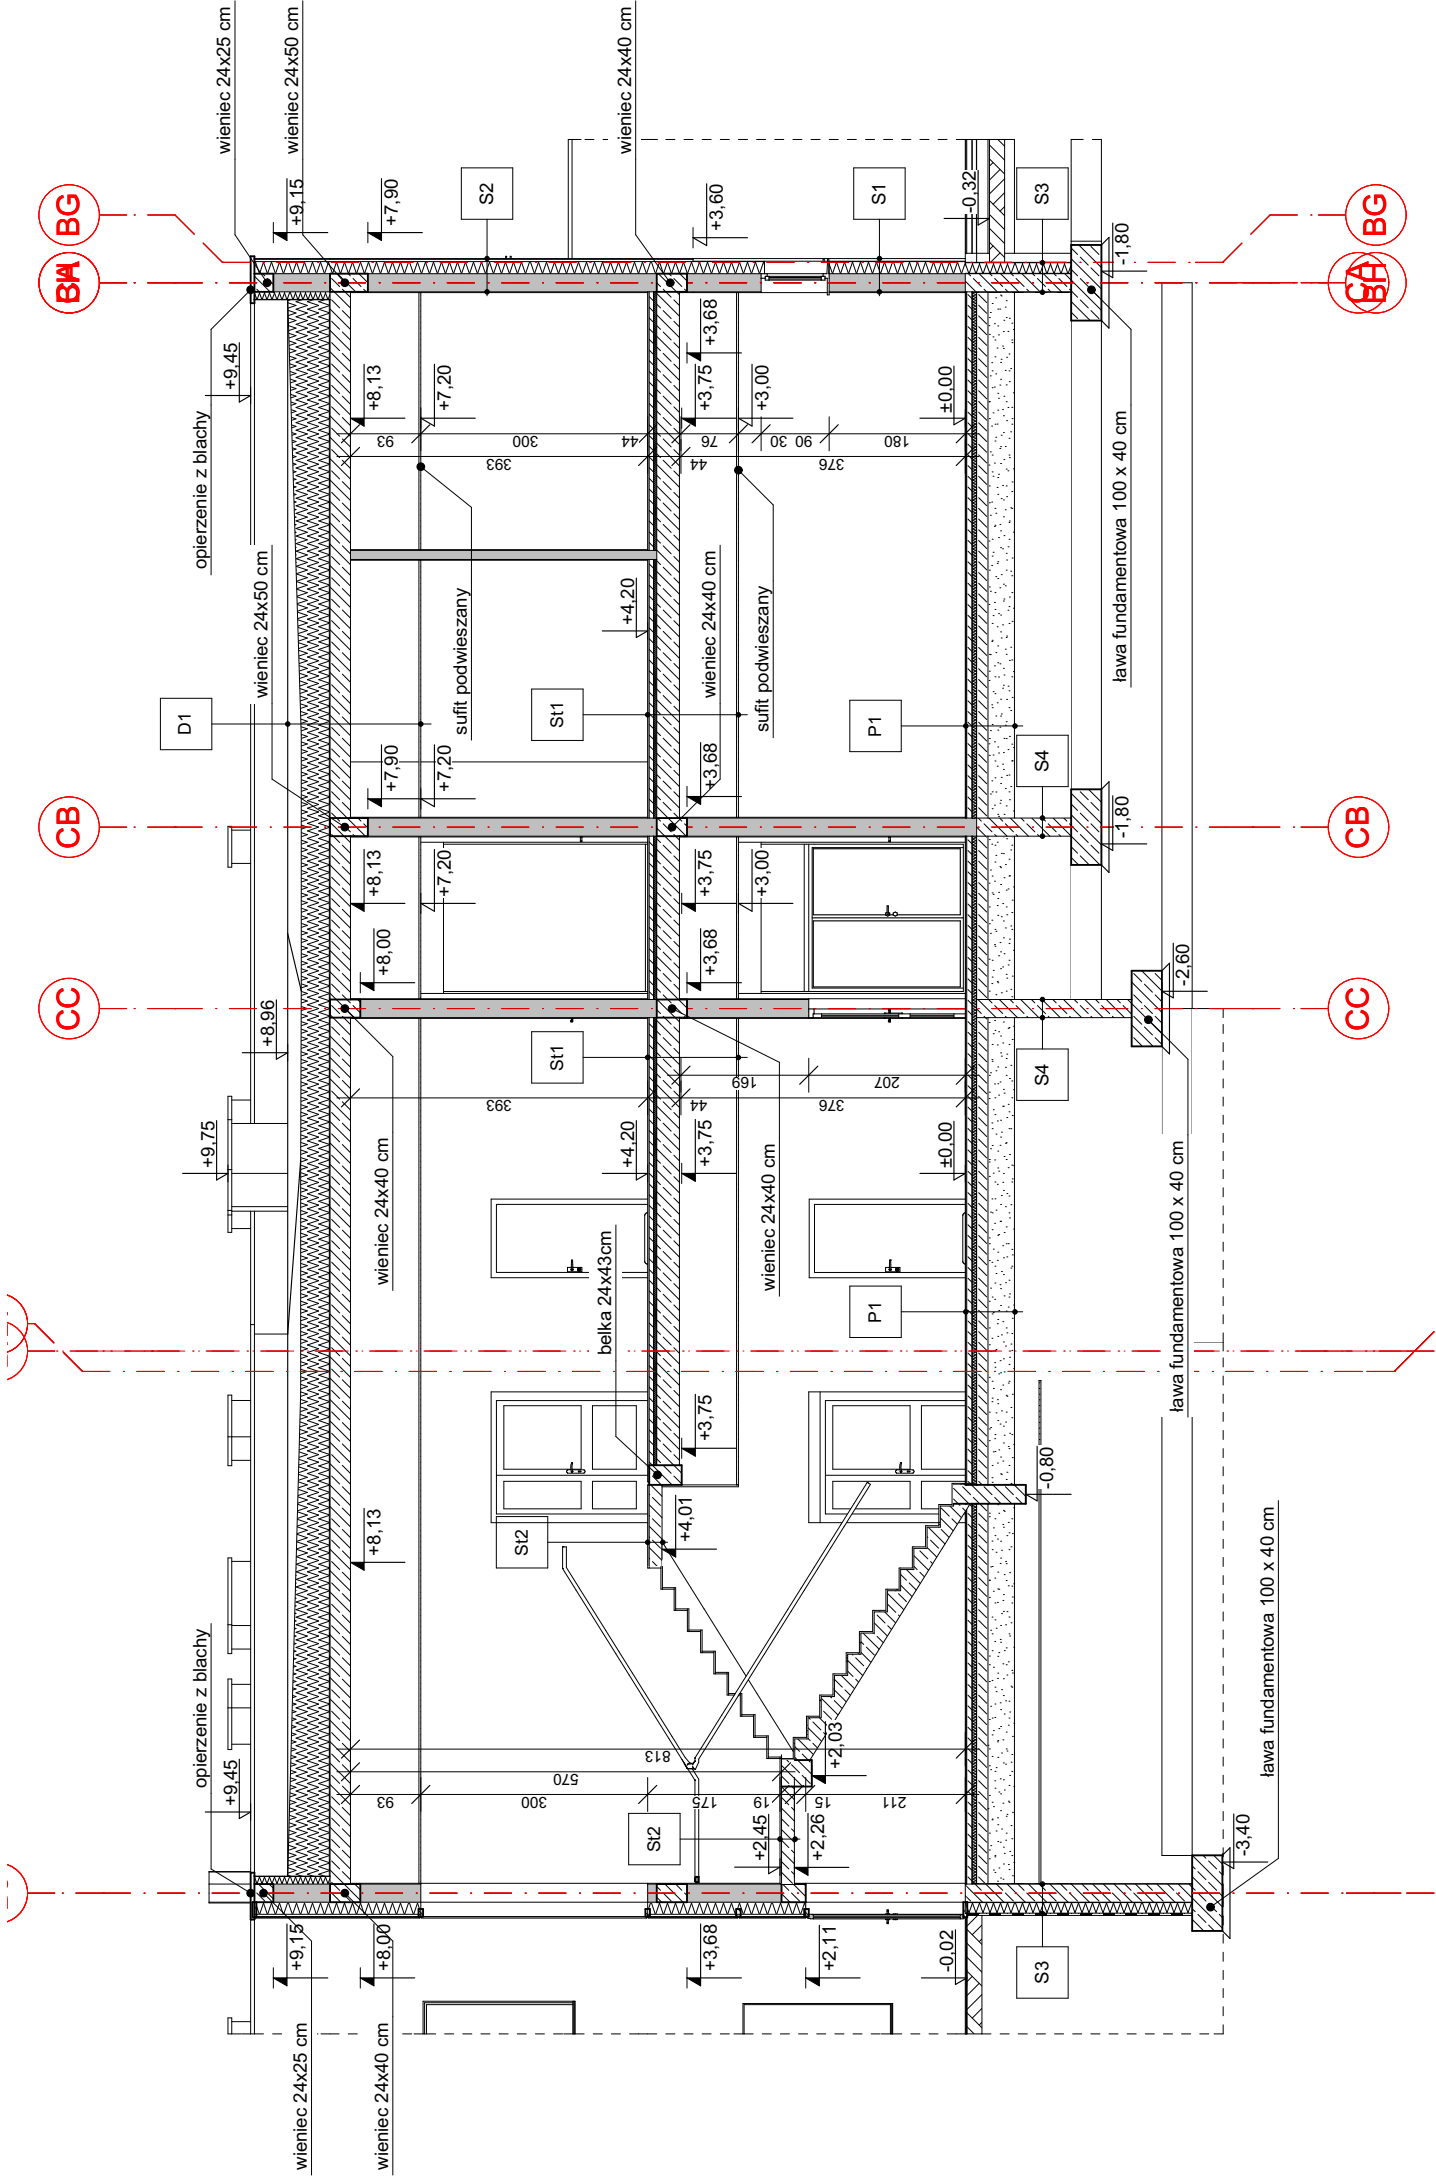 wieniec 24x25 cm
wieniec 24x50 cm
wieniec 24x40 cm
BG
BG
+9,15
+7,90
S2
+3,60
S1
-0,32
S3
-1,80
+9,45
opierzenie z blachy
+8,13
+7,20
+3,68
+3,75
+3,00
±0,00
93
300
44
76
30
90
180
393
44
376
ława fundamentowa 100 x 40 cm
wieniec 24x50 cm
sufit podwieszany
+4,20
wieniec 24x40 cm
sufit podwieszany
D1
St1
P1
S4
+7,90
+7,20
+3,68
CB
CB
-1,80
+8,13
+7,20
+3,75
+3,00
+8,00
+3,68
-2,60
CC
CC
+8,96
St1
S4
169
207
393
44
376
+9,75
wieniec 24x40 cm
+4,20
+3,75
±0,00
wieniec 24x40 cm
ława fundamentowa 100 x 40 cm
belka 24x43cm
P1
+3,75
-0,80
+8,13
St2
+4,01
ława fundamentowa 100 x 40 cm
opierzenie z blachy
+9,45
813
570
93
300
175
19
15
211
+2,03
St2
+2,45
+2,26
-3,40
+9,15
+8,00
+3,68
+2,11
-0,02
S3
wieniec 24x25 cm
wieniec 24x40 cm